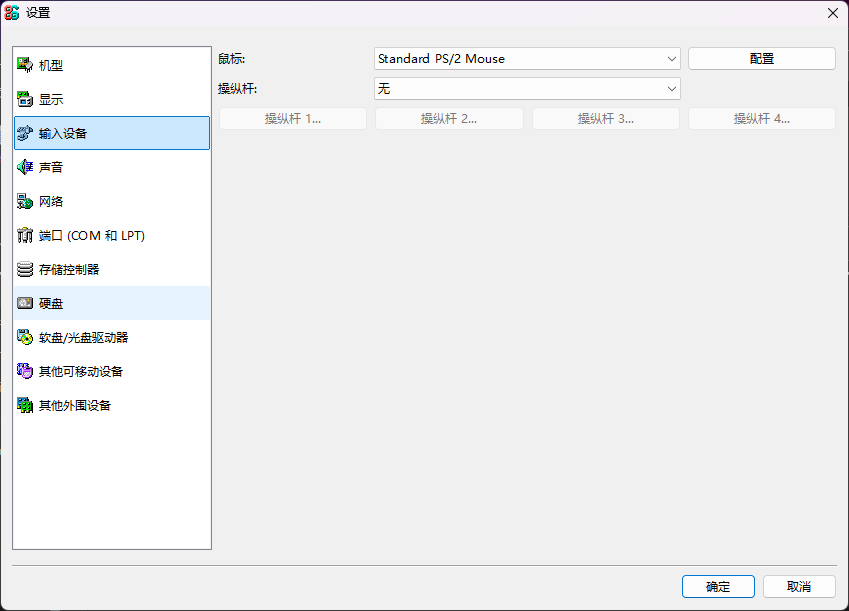 设置
机型
显示
输入设备
声音
网络
端口 (COM 和 LPT)
存储控制器
硬盘
软盘/光盘驱动器
其他可移动设备
其他外围设备
鼠标:
Standard PS/2 Mouse
配置
操纵杆:
无
操纵杆 1...
操纵杆 2...
操纵杆 3...
操纵杆 4...
确定
取消